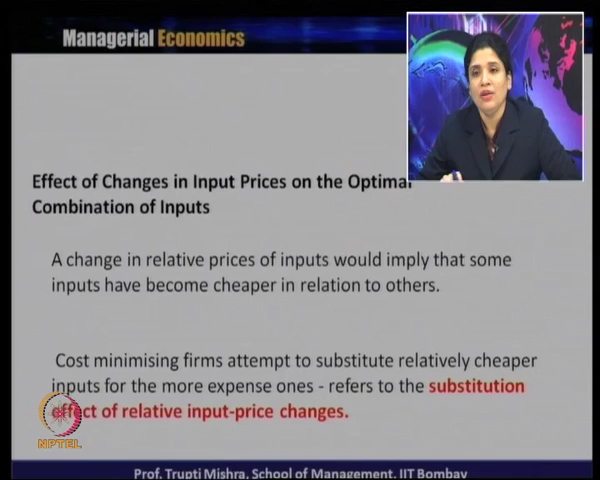 Managerial Economics
Effect of Changes in Input Prices on the Optimal
Combination of Inputs
A change in relative prices of inputs would imply that some
inputs have become cheaper in relation to others.
Cost minimising firms attempt to substitute relatively cheaper
inputs for the more expense ones - refers to the substitution
effect of relative input-price changes.
NPTEL
Prof. Trupti Mishra, School of Management, IIT Bombay